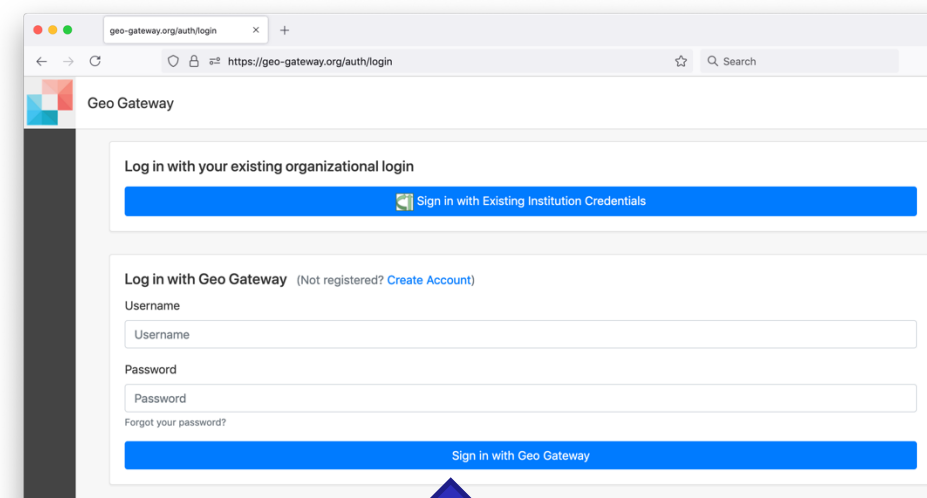 geo-gateway.org/auth/login
https://geo-gateway.org/auth/login
Search
Geo Gateway
Log in with your existing organizational login
Sign in with Existing Institution Credentials
Log in with Geo Gateway (Not registered? Create Account)
Username
Username
Password
Password
Forgot your password?
Sign in with Geo Gateway